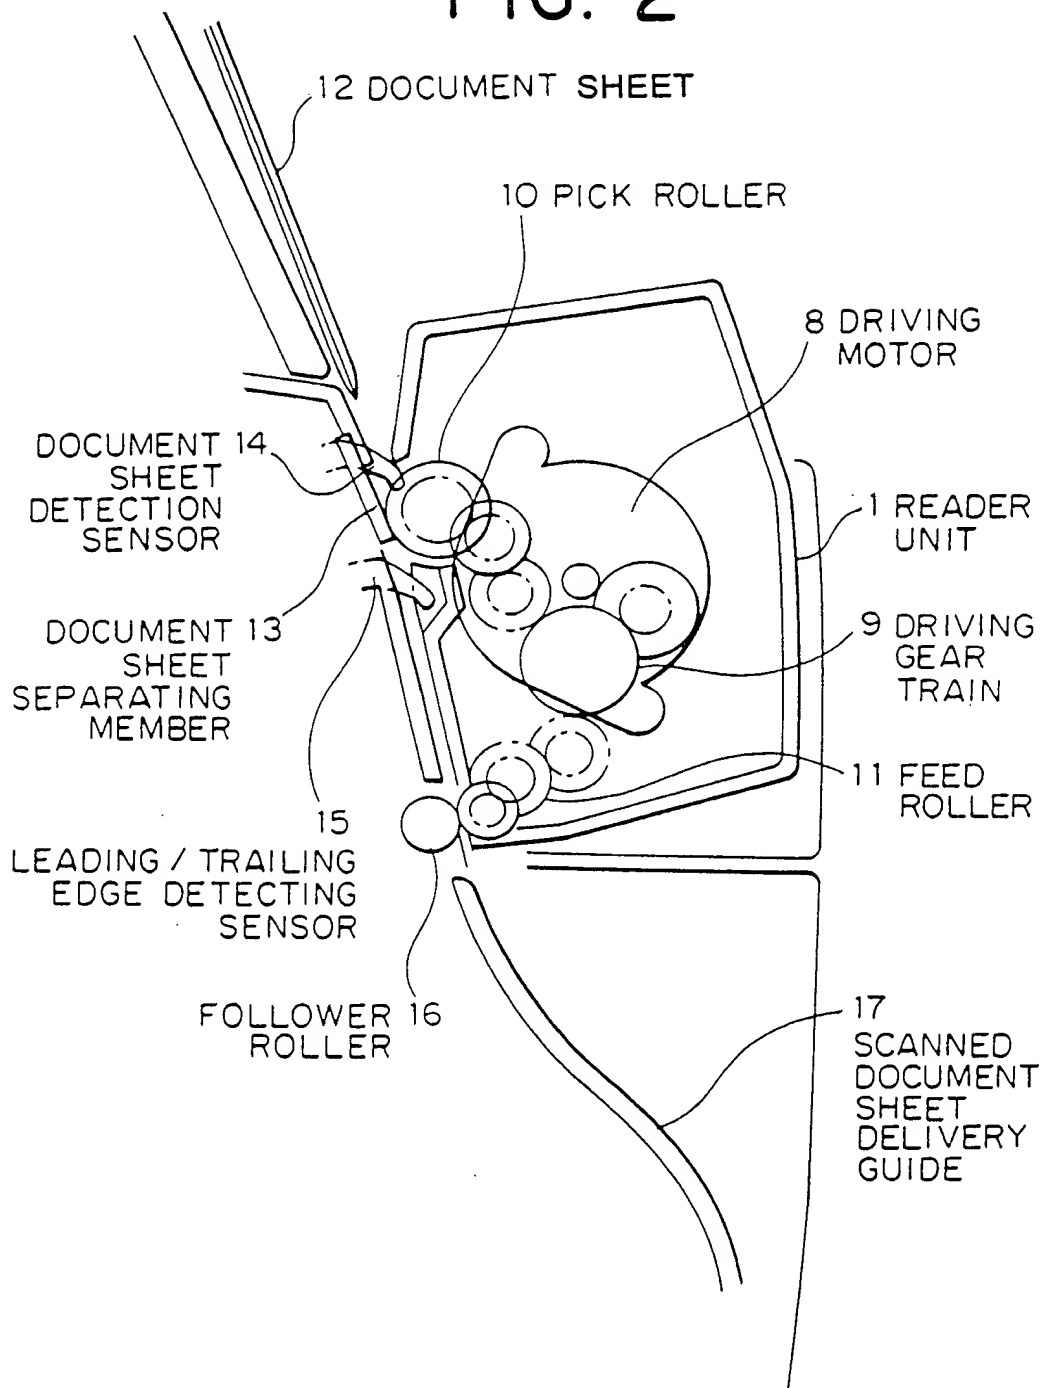 FIG. 2
12 DOCUMENT SHEET
10 PICK ROLLER
8 DRIVING
MOTOR
DOCUMENT 14
SHEET
DETECTION
SENSOR
1 READER
UNIT
DOCUMENT 13
SHEET
SEPARATING
MEMBER
9 DRIVING
GEAR
TRAIN
11 FEED
ROLLER
15
LEADING / TRAILING
EDGE DETECTING
SENSOR
FOLLOWER 16
ROLLER
17
SCANNED
DOCUMENT
SHEET
DELIVERY
GUIDE